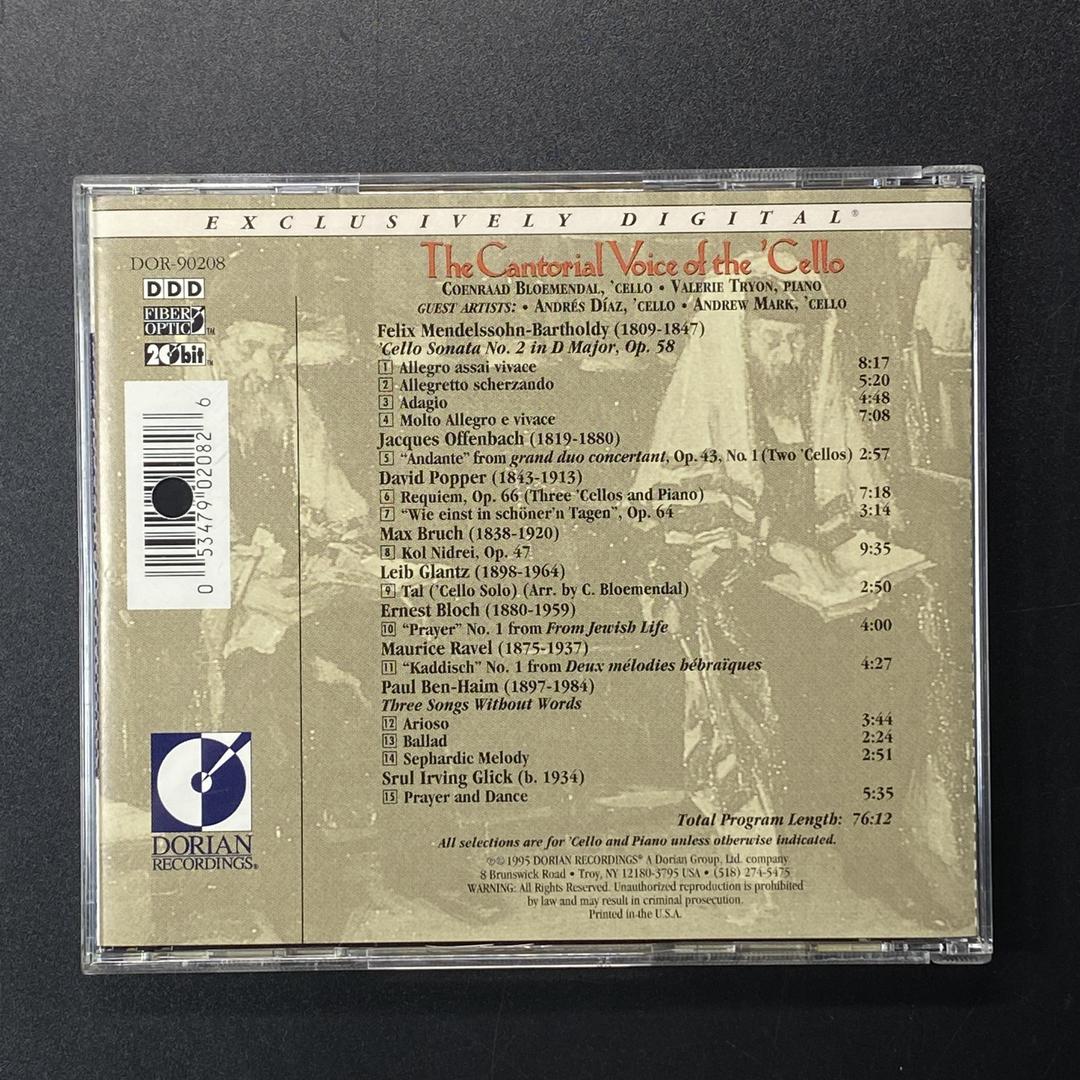 EXCLUSIVELY DIGITAL®
DOR-90208
DDD
FIBER
OPTIC™
20bit™
0 53479 02082 6
DORIAN
RECORDINGS®
The Cantorial Voice of the 'Cello
COENRAAD BLOEMENDAL, 'CELLO • VALERIE TRYON, PIANO
GUEST ARTISTS: • ANDRÉS DÍAZ, 'CELLO • ANDREW MARK, 'CELLO
Felix Mendelssohn-Bartholdy (1809-1847)
'Cello Sonata No. 2 in D Major, Op. 58
1 Allegro assai vivace 8:17
2 Allegretto scherzando 5:20
3 Adagio 4:48
4 Molto Allegro e vivace 7:08
Jacques Offenbach (1819-1880)
5 "Andante" from grand duo concertant, Op. 43, No. 1 (Two 'Cellos) 2:57
David Popper (1843-1913)
6 Requiem, Op. 66 (Three 'Cellos and Piano) 7:18
7 "Wie einst in schöner'n Tagen", Op. 64 3:14
Max Bruch (1838-1920)
8 Kol Nidrei, Op. 47 9:35
Leib Glantz (1898-1964)
9 Tal ('Cello Solo) (Arr. by C. Bloemendal) 2:50
Ernest Bloch (1880-1959)
10 "Prayer" No. 1 from From Jewish Life 4:00
Maurice Ravel (1875-1937)
11 "Kaddisch" No. 1 from Deux mélodies hébraïques 4:27
Paul Ben-Haim (1897-1984)
Three Songs Without Words
12 Arioso 3:44
13 Ballad 2:24
14 Sephardic Melody 2:51
Srul Irving Glick (b. 1934)
15 Prayer and Dance 5:35
Total Program Length: 76:12
All selections are for 'Cello and Piano unless otherwise indicated.
℗© 1995 DORIAN RECORDINGS® A Dorian Group, Ltd. company
8 Brunswick Road • Troy, NY 12180-3795 USA • (518) 274-5475
WARNING: All Rights Reserved. Unauthorized reproduction is prohibited
by law and may result in criminal prosecution.
Printed in the U.S.A.